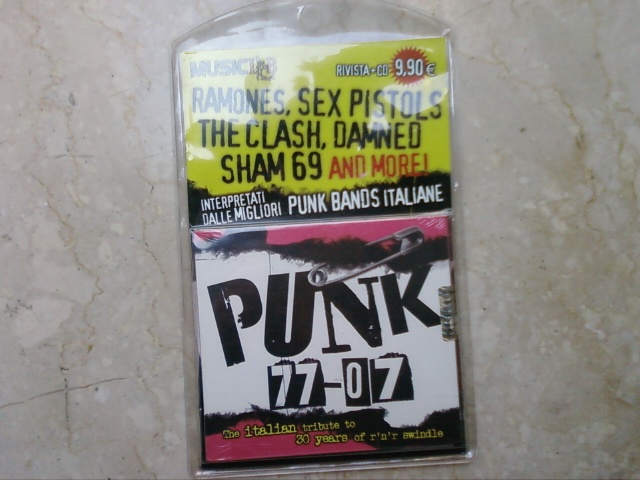 RIVISTA+CD 9,90 €
RAMONES, SEX PISTOLS
THE CLASH, DAMNED
SHAM 69 AND MORE!
INTERPRETATI
DALLE MIGLIORI PUNK BANDS ITALIANE
PUNK
77-07
The italian tribute to
30 years of r'n'r swindle